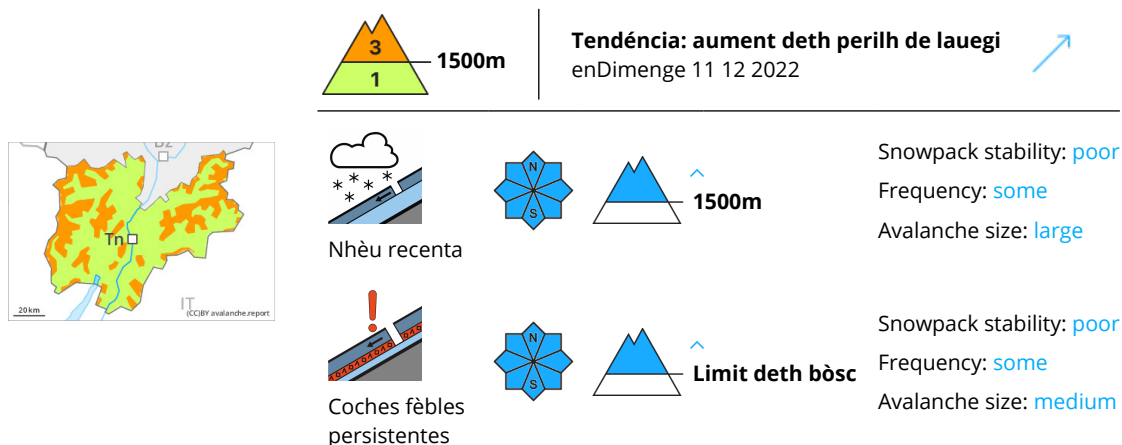 3
1
1500m
Tendéncia: aument deth perilh de lauegi
enDimenge 11 12 2022
Bz
Tn
IT
20 km
(CC)BY avalanche.report
N
S
1500m
Nhèu recenta
Snowpack stability: poor
Frequency: some
Avalanche size: large
N
S
Limit deth bòsc
Coches fèbles
persistentes
Snowpack stability: poor
Frequency: some
Avalanche size: medium